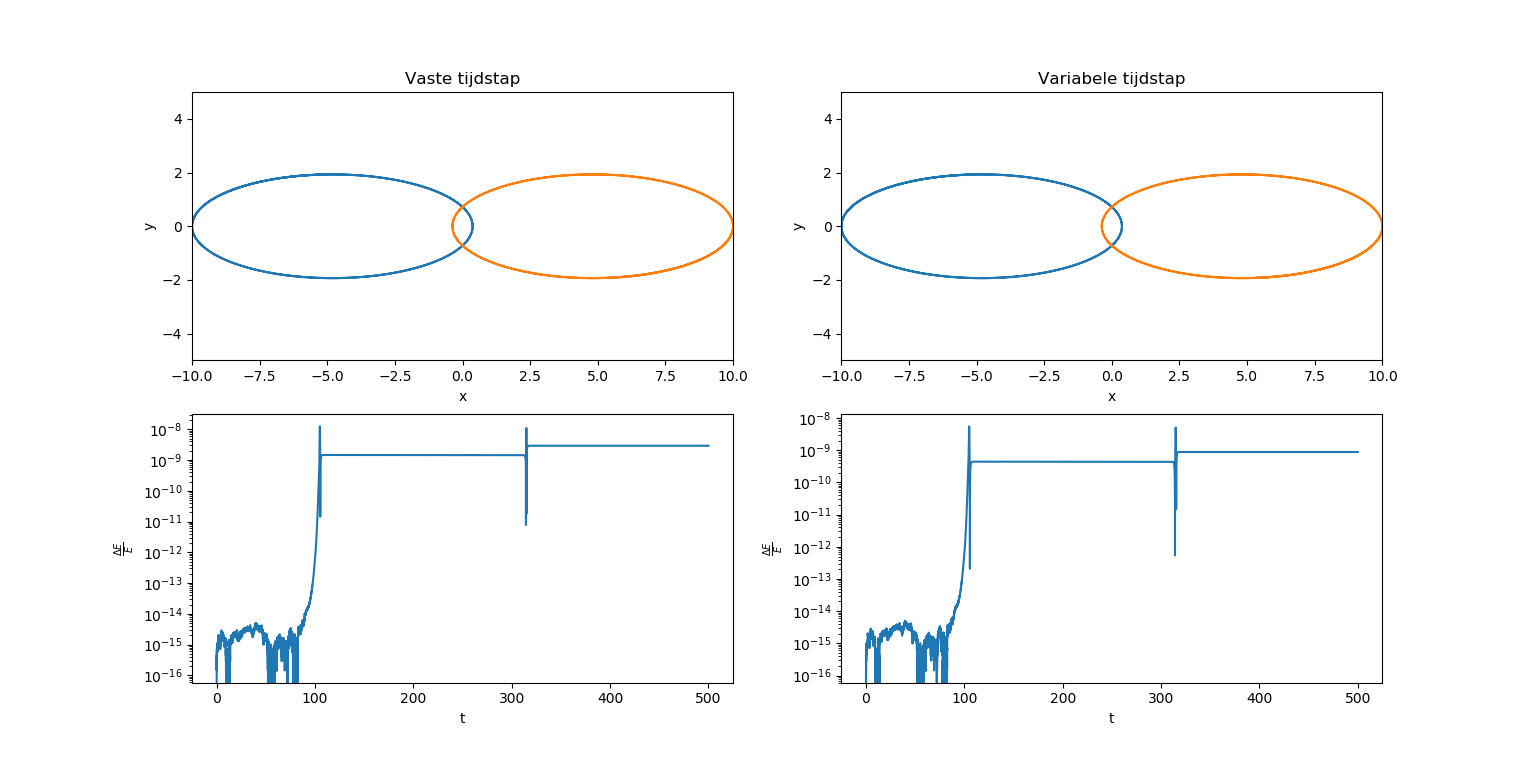 Vaste tijdstap
4
2
0
−2
−4
y
−10.0 −7.5 −5.0 −2.5 0.0 2.5 5.0 7.5 10.0
x
Variabele tijdstap
4
2
0
−2
−4
y
−10.0 −7.5 −5.0 −2.5 0.0 2.5 5.0 7.5 10.0
x
10⁻⁸
10⁻⁹
10⁻¹⁰
10⁻¹¹
10⁻¹²
10⁻¹³
10⁻¹⁴
10⁻¹⁵
10⁻¹⁶
ΔE/E
0 100 200 300 400 500
t
10⁻⁸
10⁻⁹
10⁻¹⁰
10⁻¹¹
10⁻¹²
10⁻¹³
10⁻¹⁴
10⁻¹⁵
10⁻¹⁶
ΔE/E
0 100 200 300 400 500
t